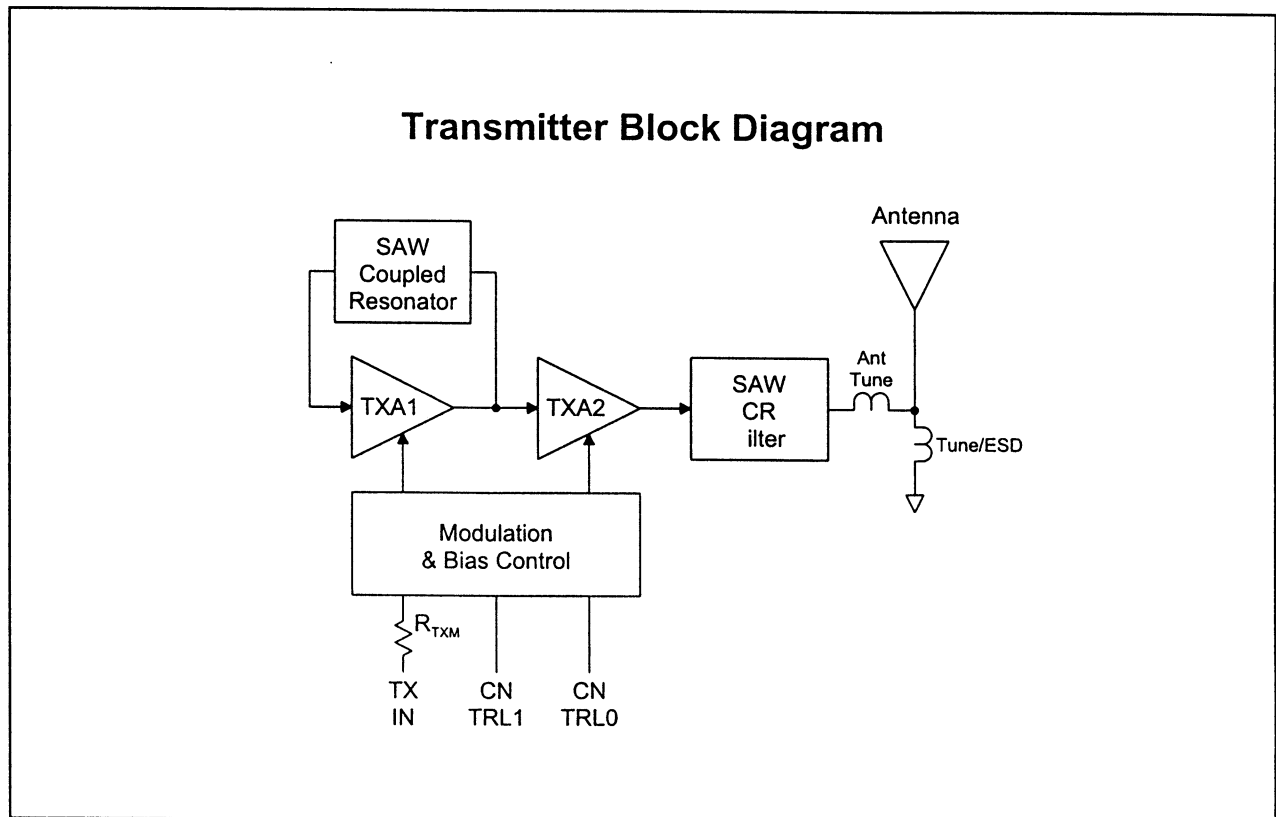 Transmitter Block Diagram
Antenna
SAW
Coupled
Resonator
Ant
Tune
TXA1
TXA2
SAW
CR
ilter
Tune/ESD
Modulation
& Bias Control
RTXM
TX
IN
CN
TRL1
CN
TRL0